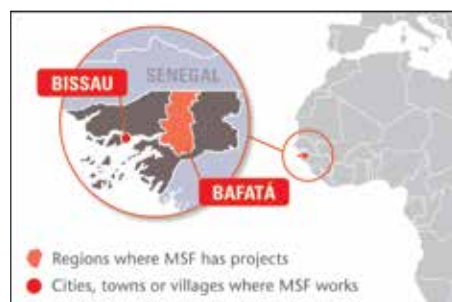 SENEGAL
BISSAU
BAFATÁ
Regions where MSF has projects
Cities, towns or villages where MSF works